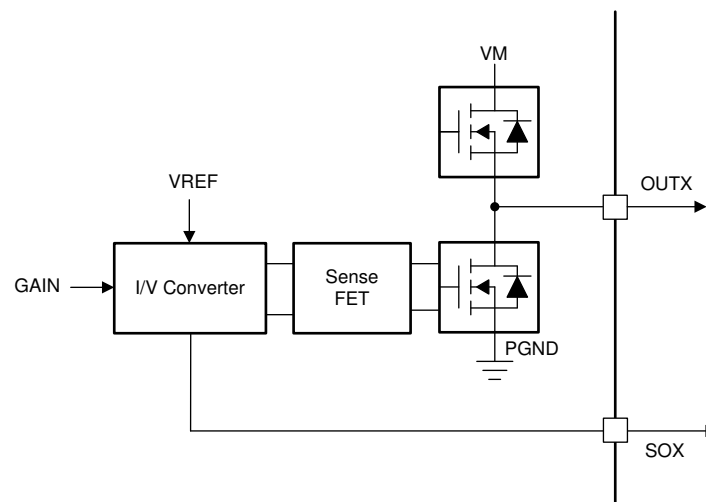 VM
VREF
OUTX
GAIN
I/V Converter
Sense
FET
PGND
SOX